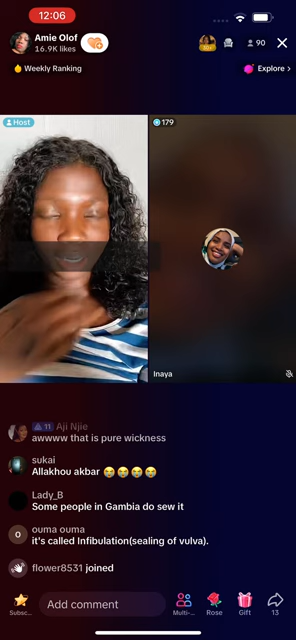 12:06
Amie Olof
16.9K likes
90
Weekly Ranking
Explore >
Host
179
Inaya
11 Aji Njie
awwww that is pure wickness
sukai
Allakhou akbar 😭😭😭😭
Lady_B
Some people in Gambia do sew it
ouma ouma
O
it's called Infibulation(sealing of vulva).
flower8531 joined
Add comment
Subsc...
Multi-...
Rose
Gift
13